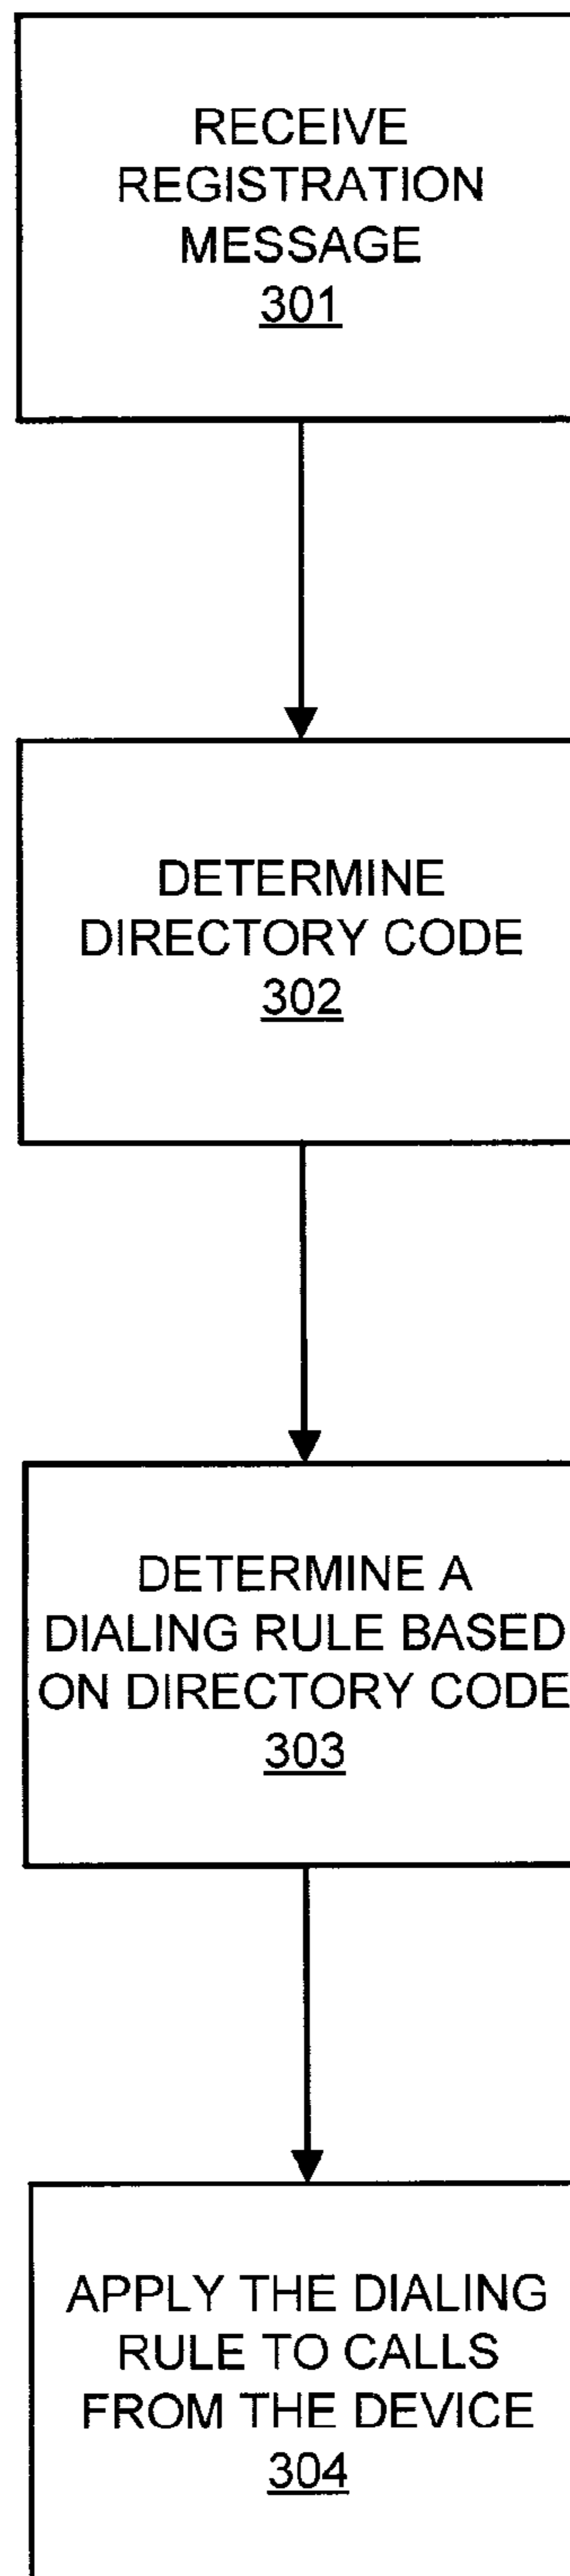 RECEIVE
REGISTRATION
MESSAGE
301
DETERMINE
DIRECTORY CODE
302
DETERMINE A
DIALING RULE BASED
ON DIRECTORY CODE
303
APPLY THE DIALING
RULE TO CALLS
FROM THE DEVICE
304